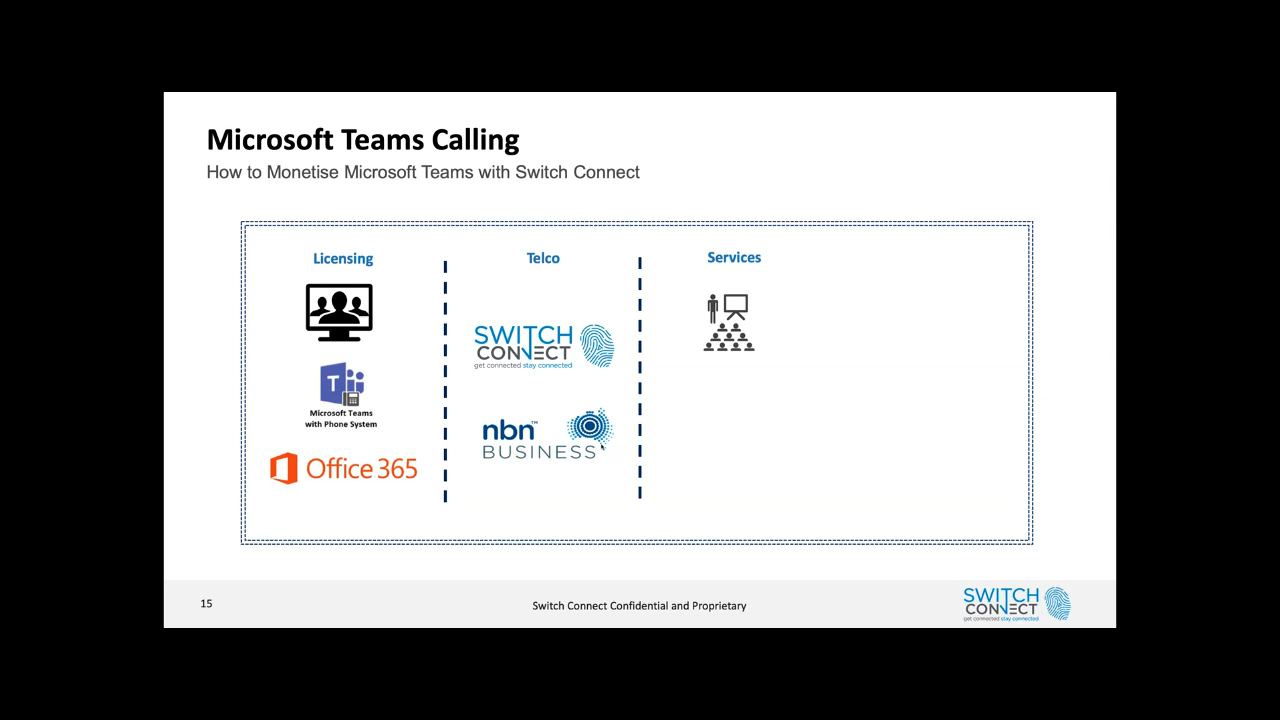 Microsoft Teams Calling
How to Monetise Microsoft Teams with Switch Connect
Licensing
Telco
Services
T
Microsoft Teams
with Phone System
Office 365
SWITCH
CONNECT
get connected stay connected
nbn™
BUSINESS
15
Switch Connect Confidential and Proprietary
SWITCH
CONNECT
get connected stay connected